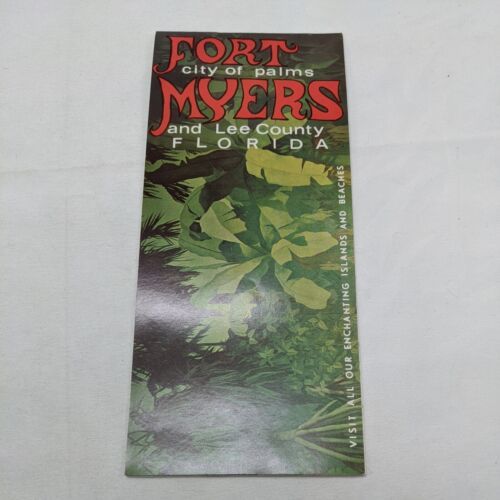 FORT
city of palms
MYERS
and Lee County
FLORIDA
VISIT ALL OUR ENCHANTING ISLANDS AND BEACHES